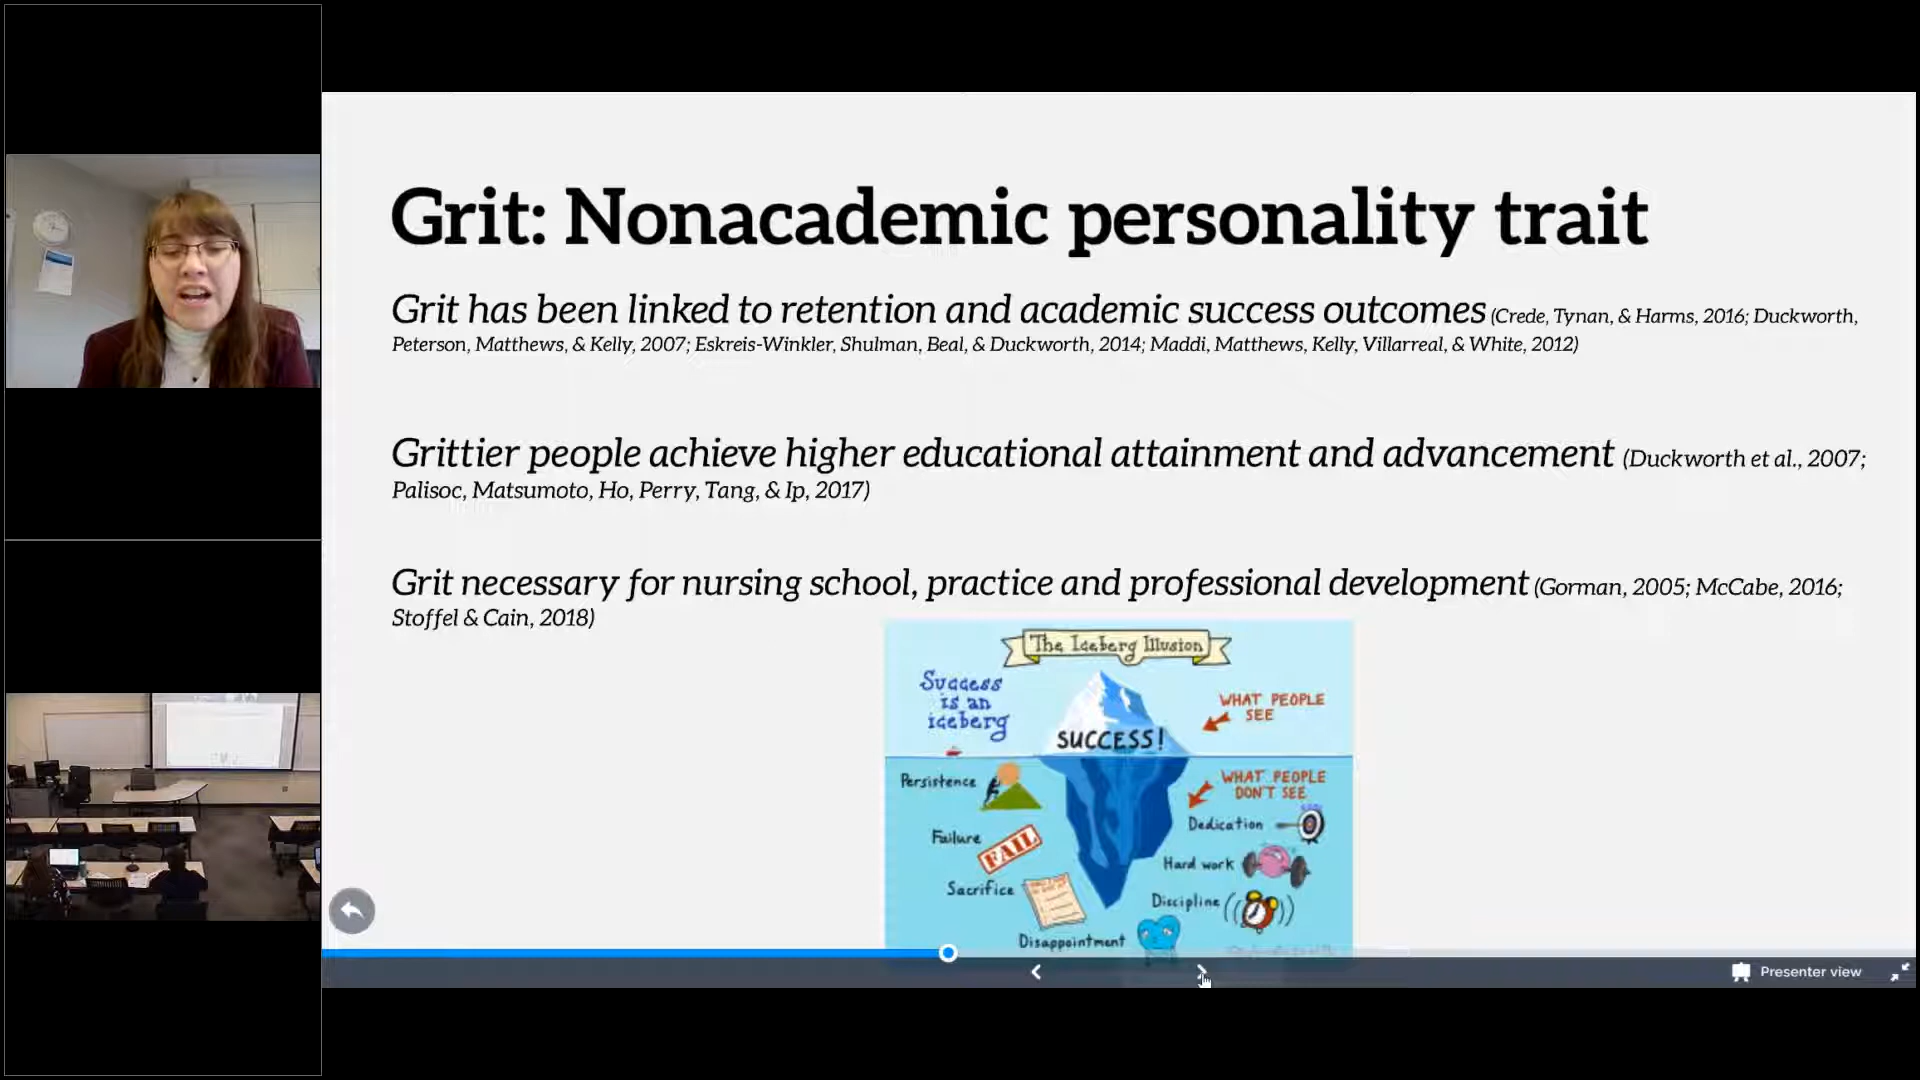 Grit: Nonacademic personality trait
Grit has been linked to retention and academic success outcomes (Crede, Tynan, & Harms, 2016; Duckworth,
Peterson, Matthews, & Kelly, 2007; Eskreis-Winkler, Shulman, Beal, & Duckworth, 2014; Maddi, Matthews, Kelly, Villarreal, & White, 2012)
Grittier people achieve higher educational attainment and advancement (Duckworth et al., 2007;
Palisoc, Matsumoto, Ho, Perry, Tang, & Ip, 2017)
Grit necessary for nursing school, practice and professional development (Gorman, 2005; McCabe, 2016;
Stoffel & Cain, 2018)
The Iceberg Illusion
Success
is an
iceberg
WHAT PEOPLE
SEE
SUCCESS!
Persistence
WHAT PEOPLE
DON'T SEE
Dedication
Failure
FAIL
Hard work
Sacrifice
Discipline
Disappointment
Presenter view